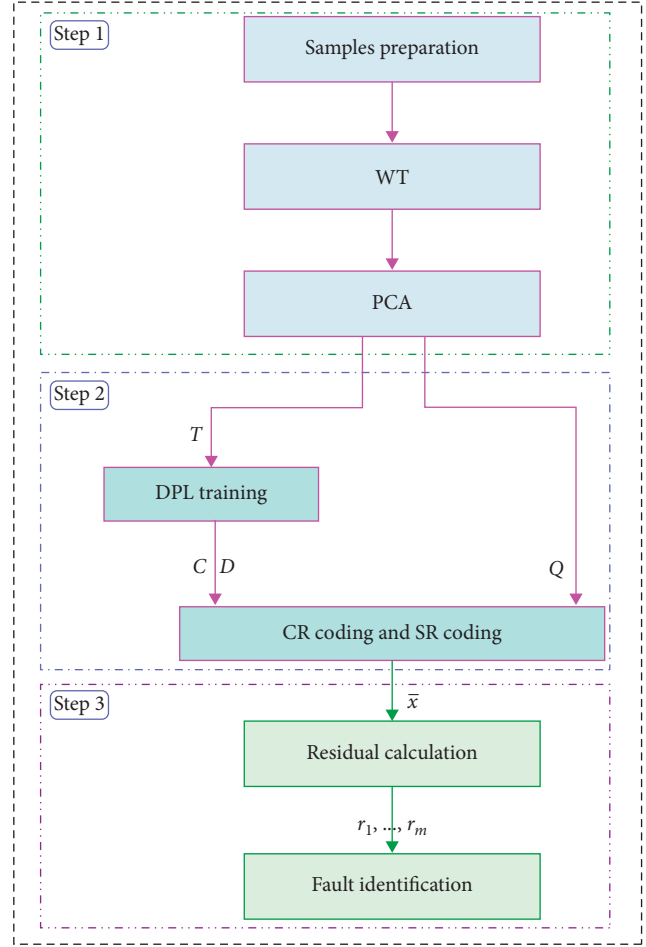 Step 1
Samples preparation
WT
PCA
Step 2
T
DPL training
C D
Q
CR coding and SR coding
Step 3
x̄
Residual calculation
r₁, ..., rₘ
Fault identification